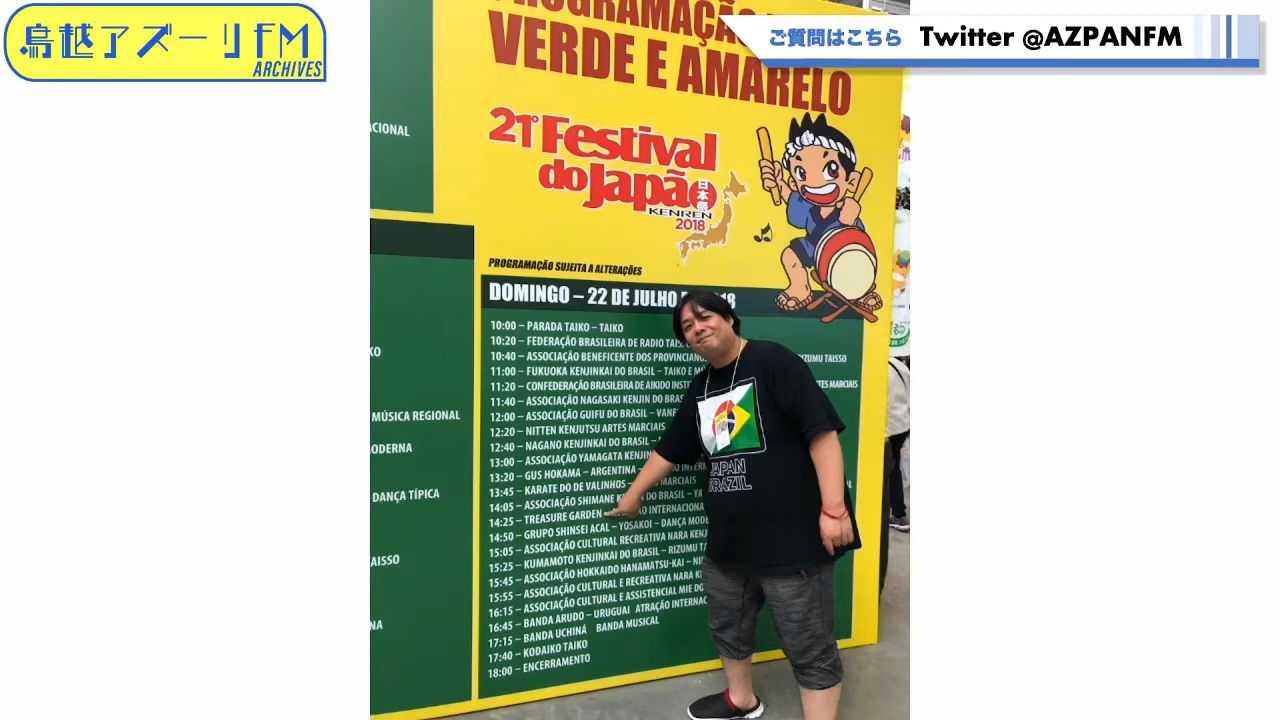 鳥越アズーリFM
ARCHIVES
ご質問はこちら Twitter @AZPANFM
PROGRAMAÇÃO
VERDE E AMARELO
21º Festival
do Japão
日本祭
KENREN
2018
PROGRAMAÇÃO SUJEITA A ALTERAÇÕES
DOMINGO – 22 DE JULHO
10:00 – PARADA TAIKO – TAIKO
10:20 – FEDERAÇÃO BRASILEIRA DE RADIO
RIZUMU TAISSO
10:40 – ASSOCIAÇÃO BENEFICENTE DOS
11:00 – FUKUOKA KENJINKAI DO BRASIL – TAIKO E
11:20 – CONFEDERAÇÃO BRASILEIRA DE AIKIDO
MARCIAIS
11:40 – ASSOCIAÇÃO NAGASAKI KENJIN DO
12:00 – ASSOCIAÇÃO GUIFU DO BRASIL –
12:20 – NITTEN KENJUTSU ARTES MARCIAIS
12:40 – NAGANO KENJINKAI DO BRASIL –
13:00 – ASSOCIAÇÃO YAMAGATA
13:20 – GUS HOKAMA – ARGENTINA –
13:45 – KARATE DO DE VALINHOS – MARCIAIS
14:05 – ASSOCIAÇÃO SHIMANE DO BRASIL –
14:25 – TREASURE GARDEN
14:50 – GRUPO SHINSEI ACAL – YOSAKOI – DANÇA
15:05 – ASSOCIAÇÃO CULTURAL RECREATIVA NARA
15:25 – KUMAMOTO KENJINKAI DO BRASIL – RIZUMU
15:45 – ASSOCIAÇÃO HOKKAIDO HANAMATSU-KAI –
15:55 – ASSOCIAÇÃO CULTURAL E RECREATIVA NARA
16:15 – ASSOCIAÇÃO CULTURAL E ASSISTENCIAL MIE
16:45 – BANDA ARUDO – URUGUAI ATRAÇÃO
17:15 – BANDA UCHINÁ BANDA MUSICAL
17:40 – KODAIKO TAIKO
18:00 – ENCERRAMENTO
MÚSICA REGIONAL
DANÇA TÍPICA
JAPAN
BRAZIL